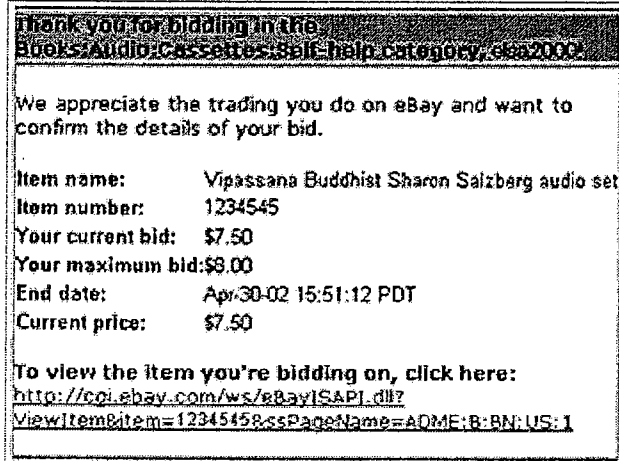 Thank you for bidding in the
Books:Audio:Cassettes:Self-help category, eba2000!
We appreciate the trading you do on eBay and want to
confirm the details of your bid.
Item name: Vipassana Buddhist Sharon Salzberg audio set
Item number: 1234545
Your current bid: $7.50
Your maximum bid:$8.00
End date: Apr-30-02 15:51:12 PDT
Current price: $7.50
To view the item you're bidding on, click here:
http://cgi.ebay.com/ws/eBayISAPI.dll?
ViewItem&item=1234545&ssPageName=ADME:B:BN:US:1